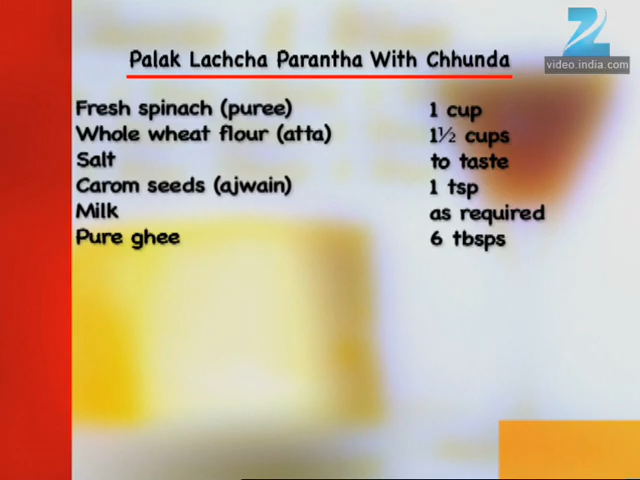 Palak Lachcha Parantha With Chhunda
Z
video.india.com
Fresh spinach (puree) 1 cup
Whole wheat flour (atta) 1½ cups
Salt to taste
Carom seeds (ajwain) 1 tsp
Milk as required
Pure ghee 6 tbsps